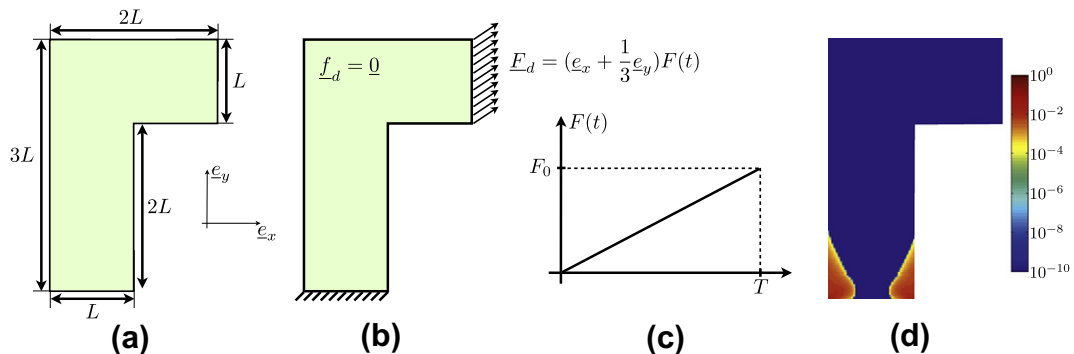 2L
L
3L
2L
e_y
e_x
L
(a)
f_d = 0
F_d = (e_x + 1/3 e_y)F(t)
(b)
F(t)
F_0
T
(c)
10^0
10^{-2}
10^{-4}
10^{-6}
10^{-8}
10^{-10}
(d)